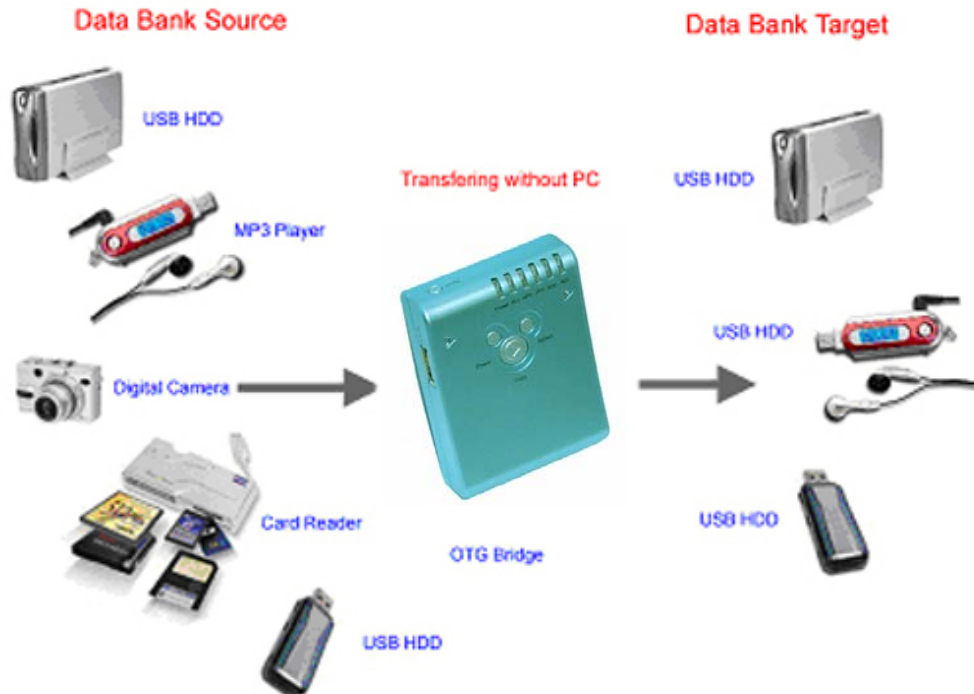 Data Bank Source
Data Bank Target
USB HDD
Transfering without PC
USB HDD
MP3 Player
USB HDD
Digital Camera
Card Reader
USB HDD
OTG Bridge
USB HDD